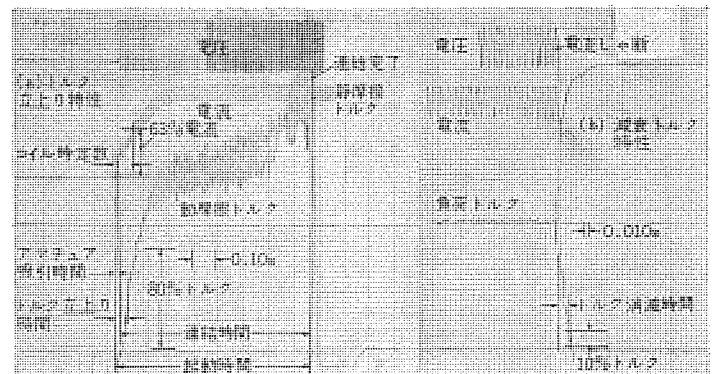 電圧
連結完了
静摩擦
トルク
(a)トルク
立上り特性
電流
63%電流
コイル時定数
動摩擦トルク
アマチュア
吸引時間
0.10s
80%トルク
トルク立上り
時間
連結時間
起動時間
電圧
電圧しゃ断
電流
(b) 減衰トルク
特性
負荷トルク
0.010s
トルク消滅時間
10%トルク